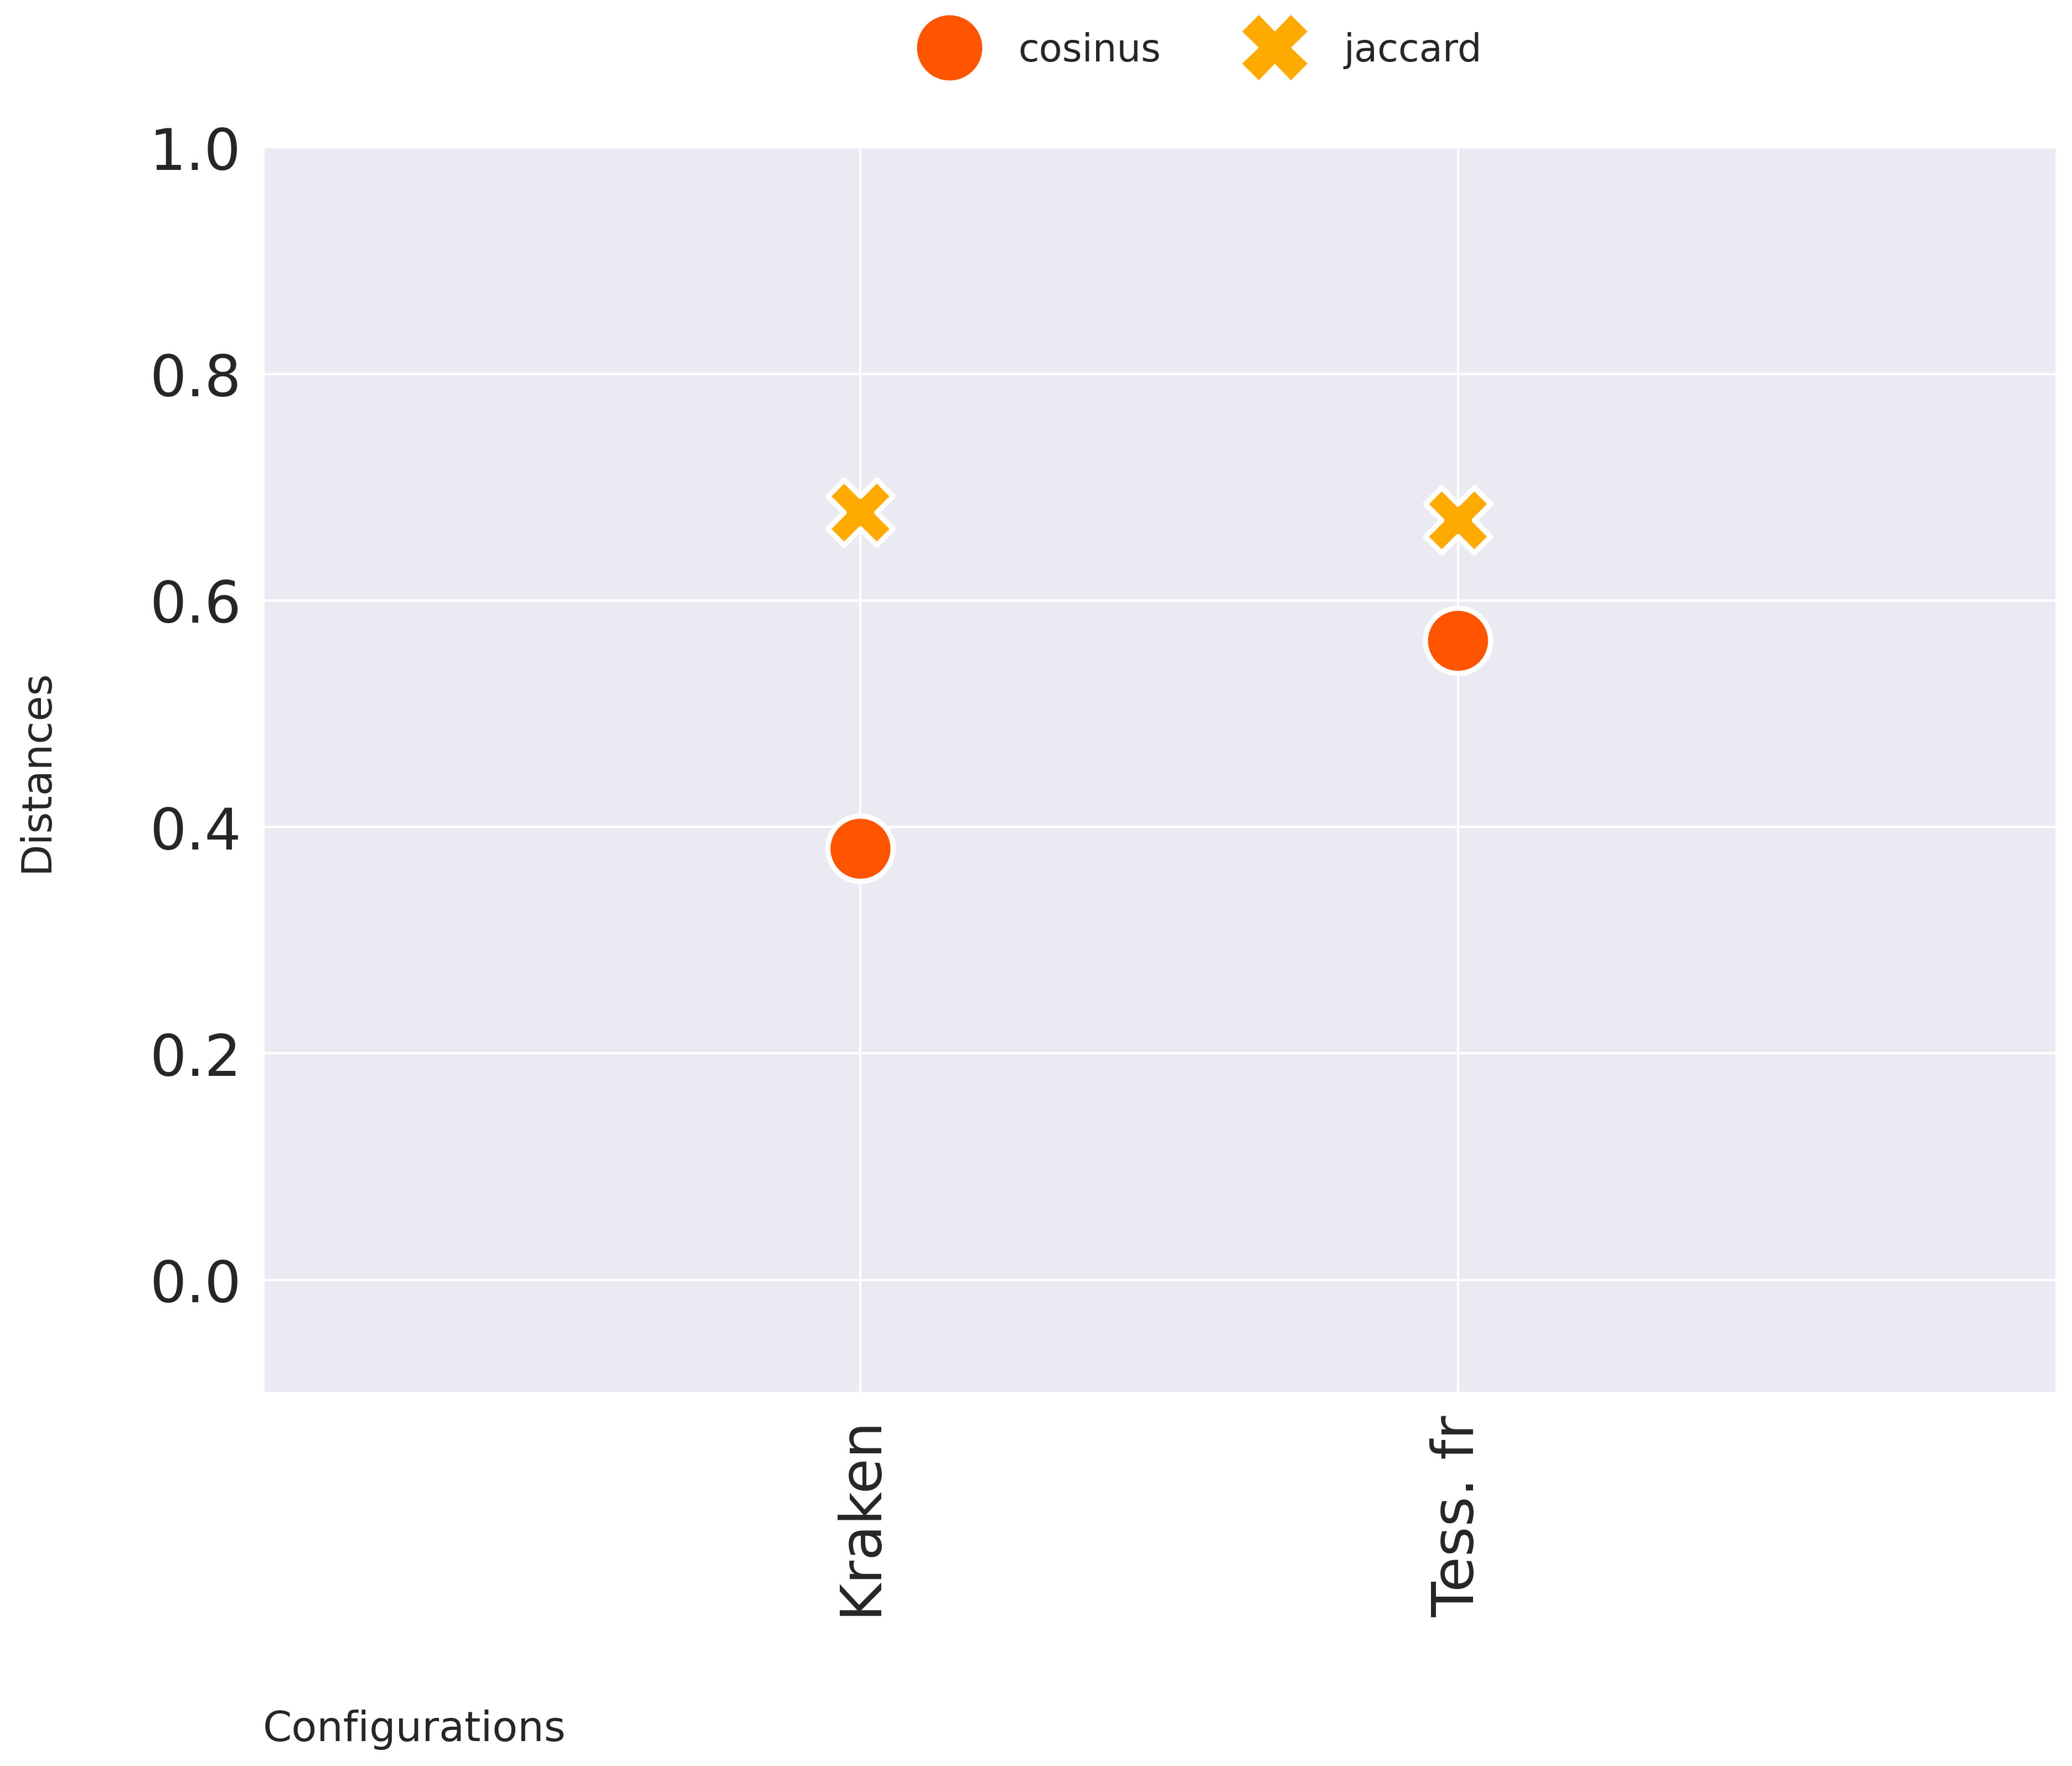 cosinus jaccard
1.0
0.8
0.6
0.4
0.2
0.0
Distances
Kraken
Tess. fr
Configurations